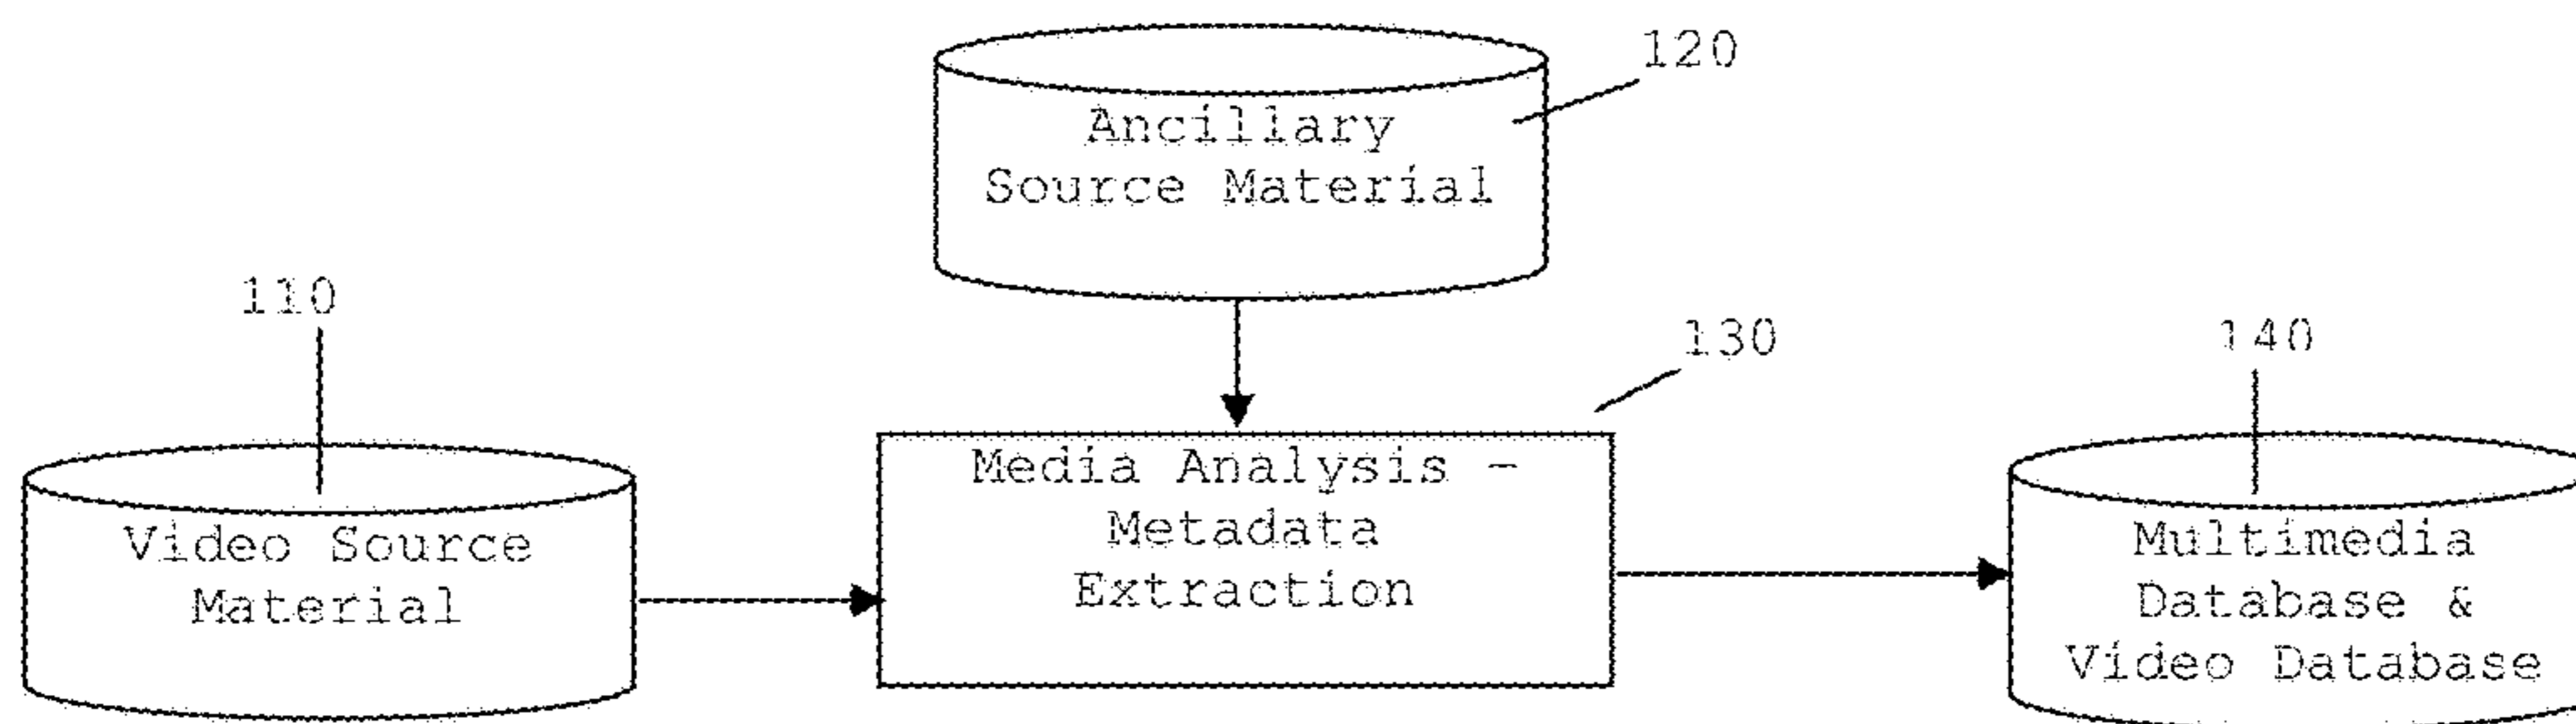 120
Ancillary
Source Material
110
130
140
Media Analysis -
Metadata
Extraction
Video Source
Material
Multimedia
Database &
Video Database